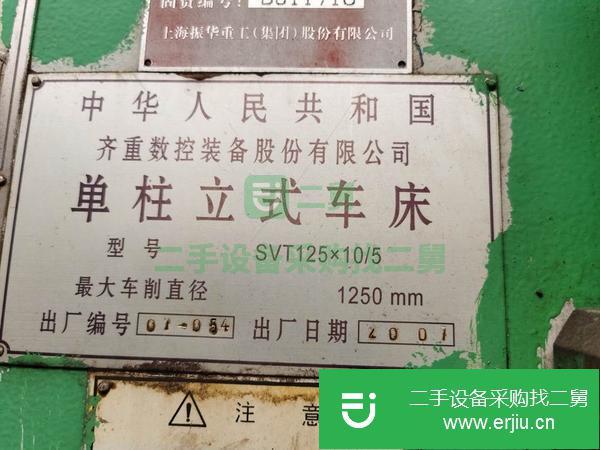 上海振华重工(集团)股份有限公司
中华人民共和国
齐重数控装备股份有限公司
单柱立式车床
型号 SVT125×10/5
二手设备采购找二舅
最大车削直径 1250 mm
出厂编号 07-054 出厂日期 2007
注意
二手设备采购找二舅
www.erjiu.cn